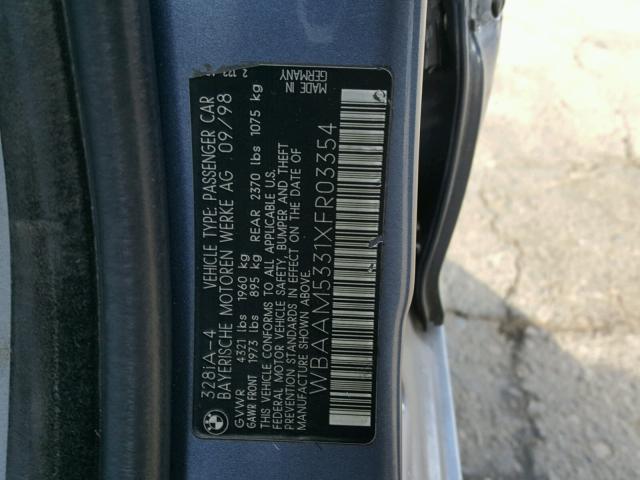 328iA-4 VEHICLE TYPE: PASSENGER CAR
BAYERISCHE MOTOREN WERKE AG 09/98
GVWR 4321 lbs 1960 kg
GAWR FRONT 1973 lbs 895 kg REAR 2370 lbs 1075 kg
THIS VEHICLE CONFORMS TO ALL APPLICABLE U.S.
FEDERAL MOTOR VEHICLE SAFETY, BUMPER AND THEFT
PREVENTION STANDARDS IN EFFECT ON THE DATE OF
MANUFACTURE SHOWN ABOVE.
WBAAM5331XFR03354
MADE IN
GERMANY